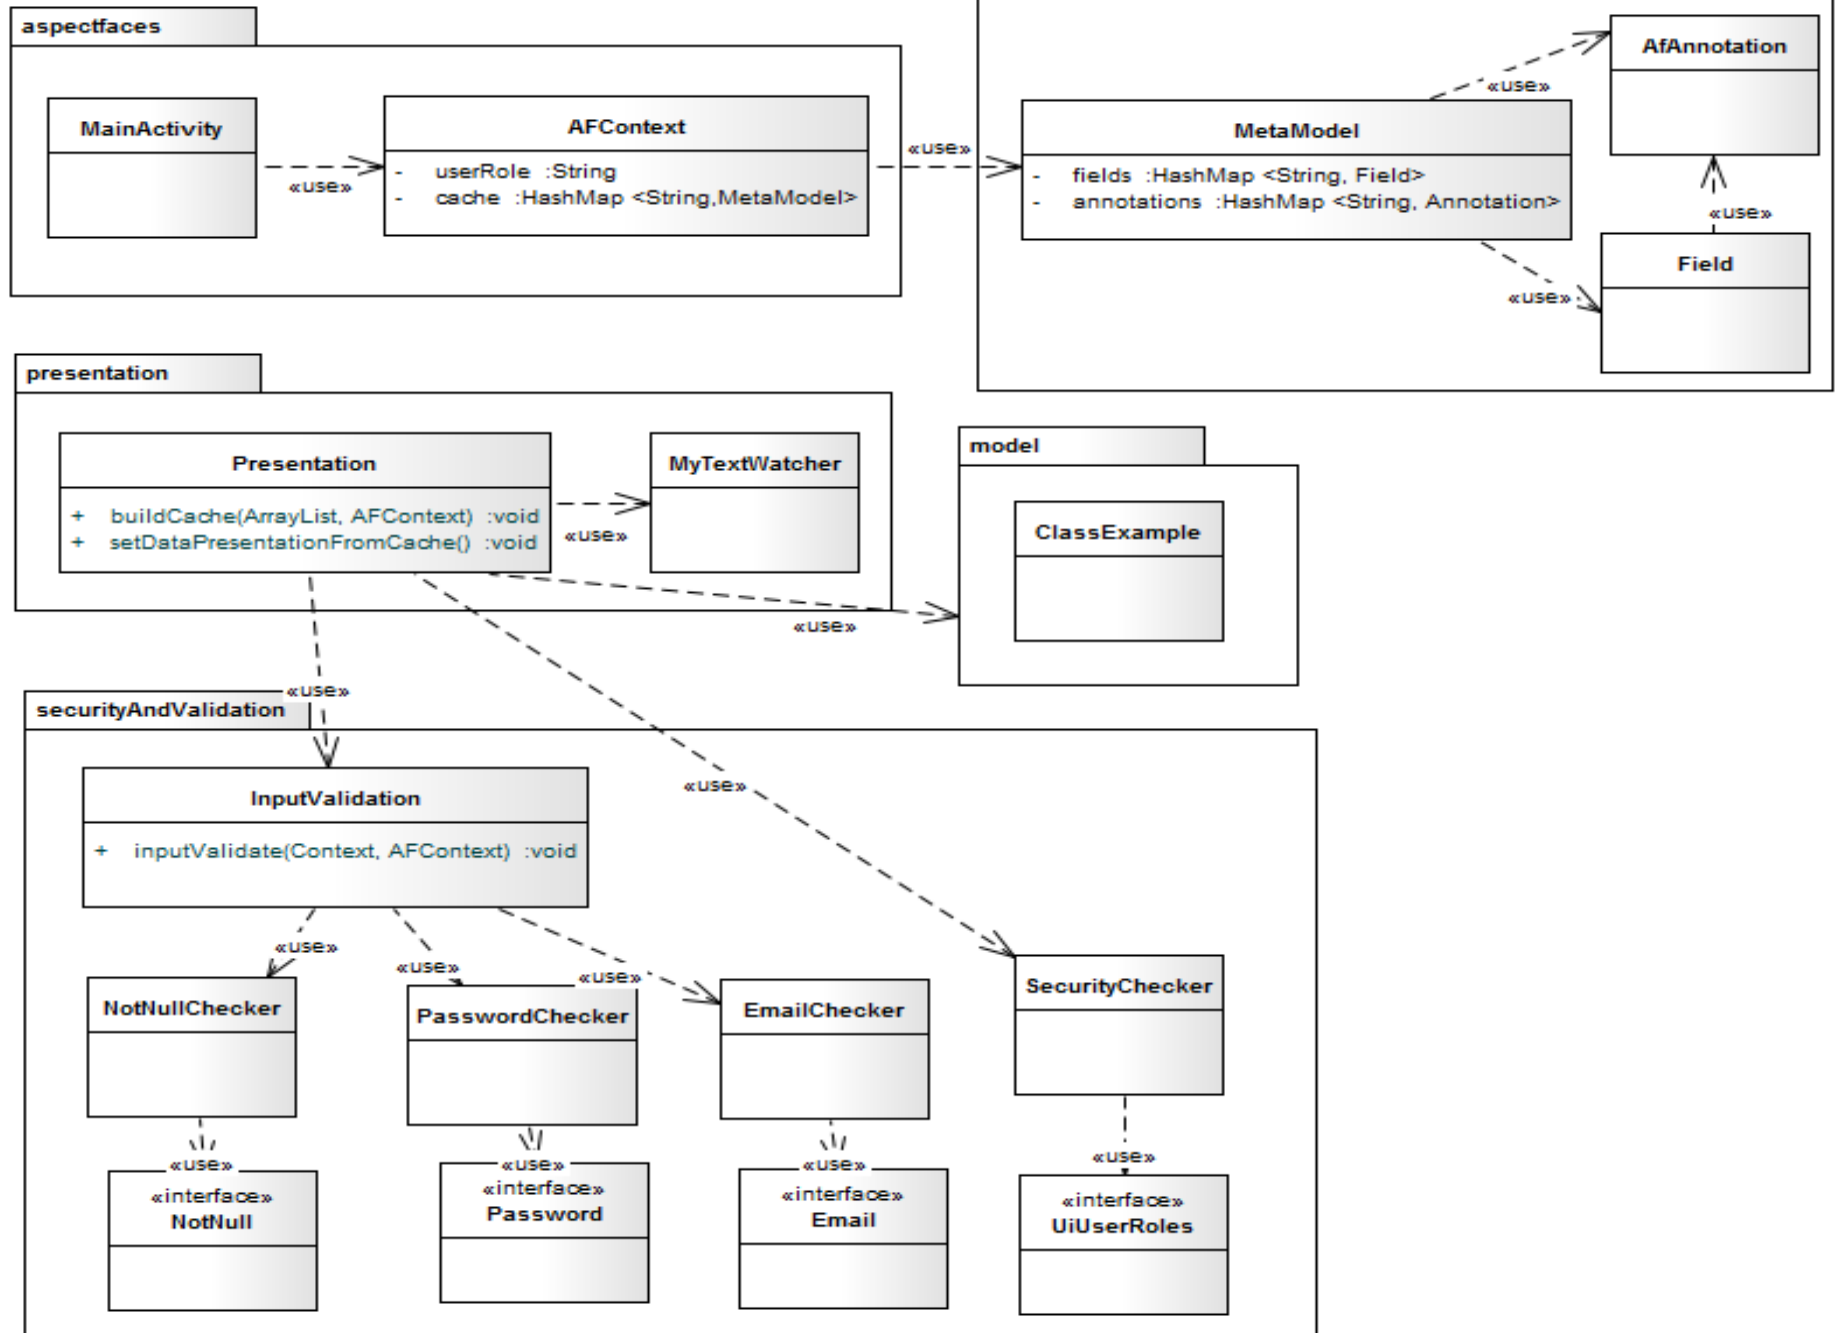 aspectfaces
MainActivity
«use»
AFContext
- userRole :String
- cache :HashMap <String,MetaModel>
«use»
MetaModel
- fields :HashMap <String, Field>
- annotations :HashMap <String, Annotation>
«use»
AfAnnotation
«use»
Field
«use»
presentation
Presentation
+ buildCache(ArrayList, AFContext) :void
+ setDataPresentationFromCache() :void
«use»
MyTextWatcher
model
ClassExample
«use»
«use»
securityAndValidation
«use»
InputValidation
+ inputValidate(Context, AFContext) :void
«use»
«use»
«use»
NotNullChecker
PasswordChecker
EmailChecker
SecurityChecker
«use»
«use»
«use»
«use»
«interface»
NotNull
«interface»
Password
«interface»
Email
«interface»
UiUserRoles